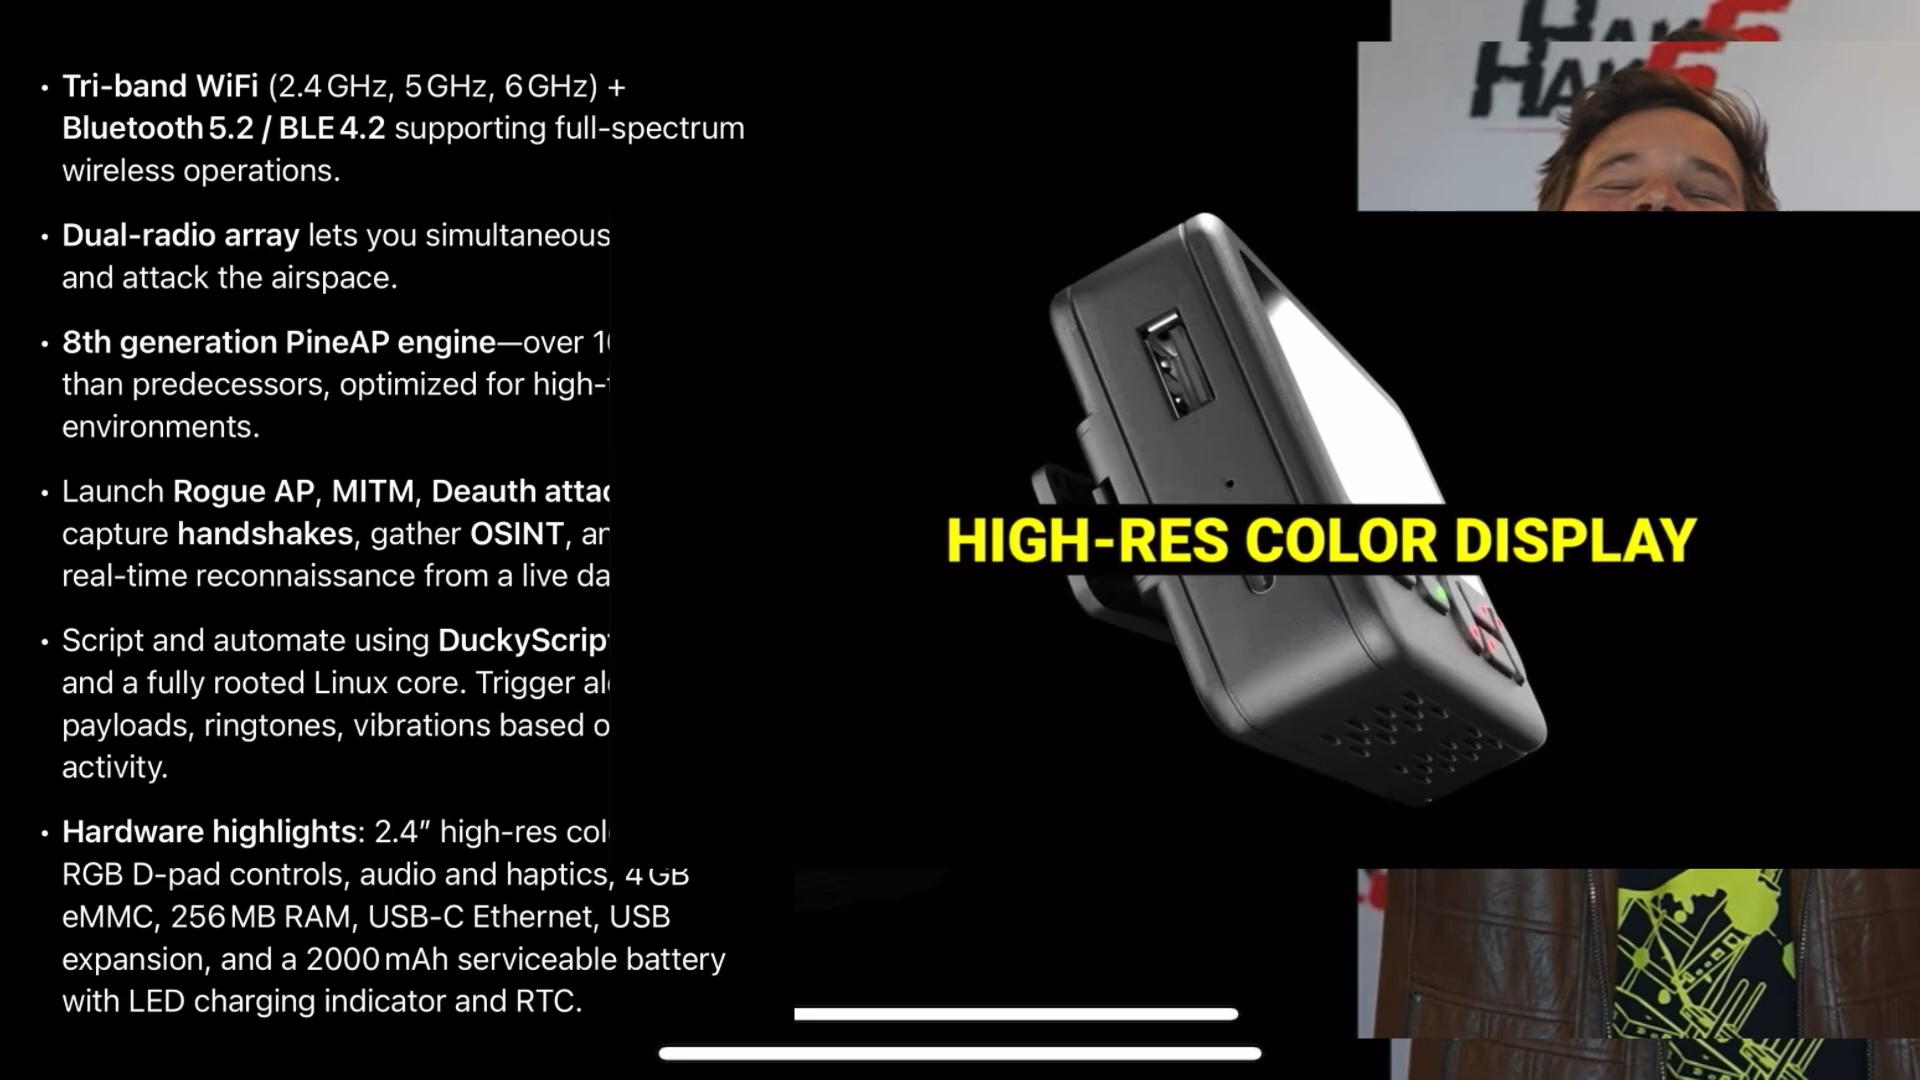 • Tri-band WiFi (2.4 GHz, 5 GHz, 6 GHz) +
Bluetooth 5.2 / BLE 4.2 supporting full-spectrum
wireless operations.
• Dual-radio array lets you simultaneous
and attack the airspace.
• 8th generation PineAP engine—over
than predecessors, optimized for high-
environments.
• Launch Rogue AP, MITM, Deauth
capture handshakes, gather OSINT,
real-time reconnaissance from a live
• Script and automate using DuckyScript
and a fully rooted Linux core. Trigger
payloads, ringtones, vibrations based
activity.
• Hardware highlights: 2.4″ high-res
RGB D-pad controls, audio and haptics, 4 GB
eMMC, 256 MB RAM, USB-C Ethernet, USB
expansion, and a 2000 mAh serviceable battery
with LED charging indicator and RTC.
HIGH-RES COLOR DISPLAY
HAK5